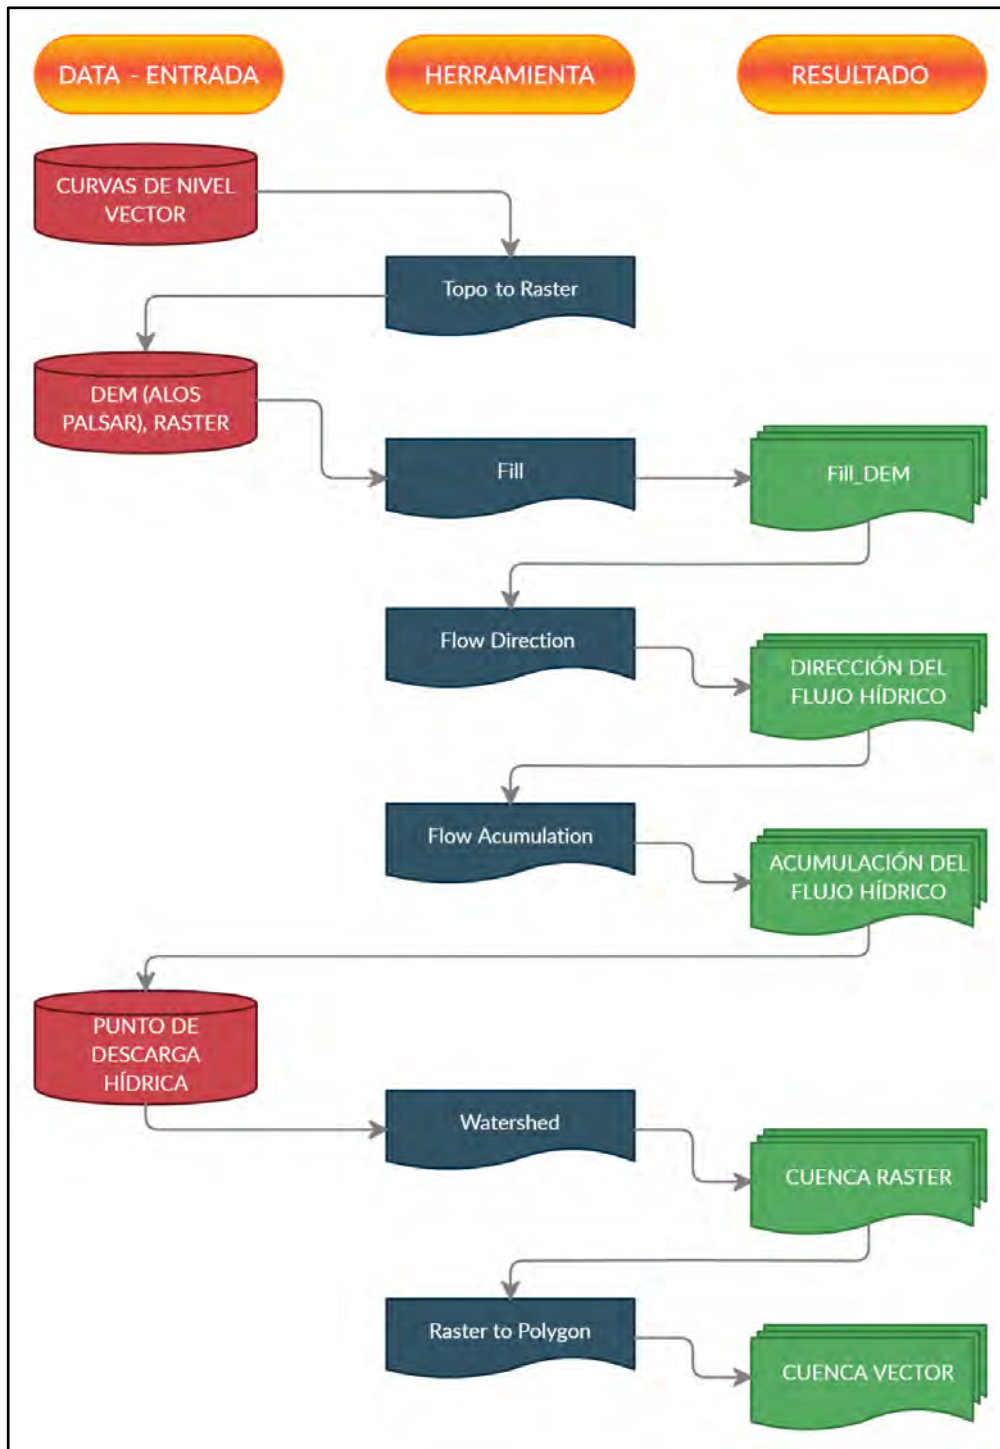 DATA - ENTRADA
HERRAMIENTA
RESULTADO
CURVAS DE NIVEL
VECTOR
Topo to Raster
DEM (ALOS
PALSAR), RASTER
Fill
Fill_DEM
Flow Direction
DIRECCIÓN DEL
FLUJO HÍDRICO
Flow Acumulation
ACUMULACIÓN DEL
FLUJO HÍDRICO
PUNTO DE
DESCARGA
HÍDRICA
Watershed
CUENCA RASTER
Raster to Polygon
CUENCA VECTOR